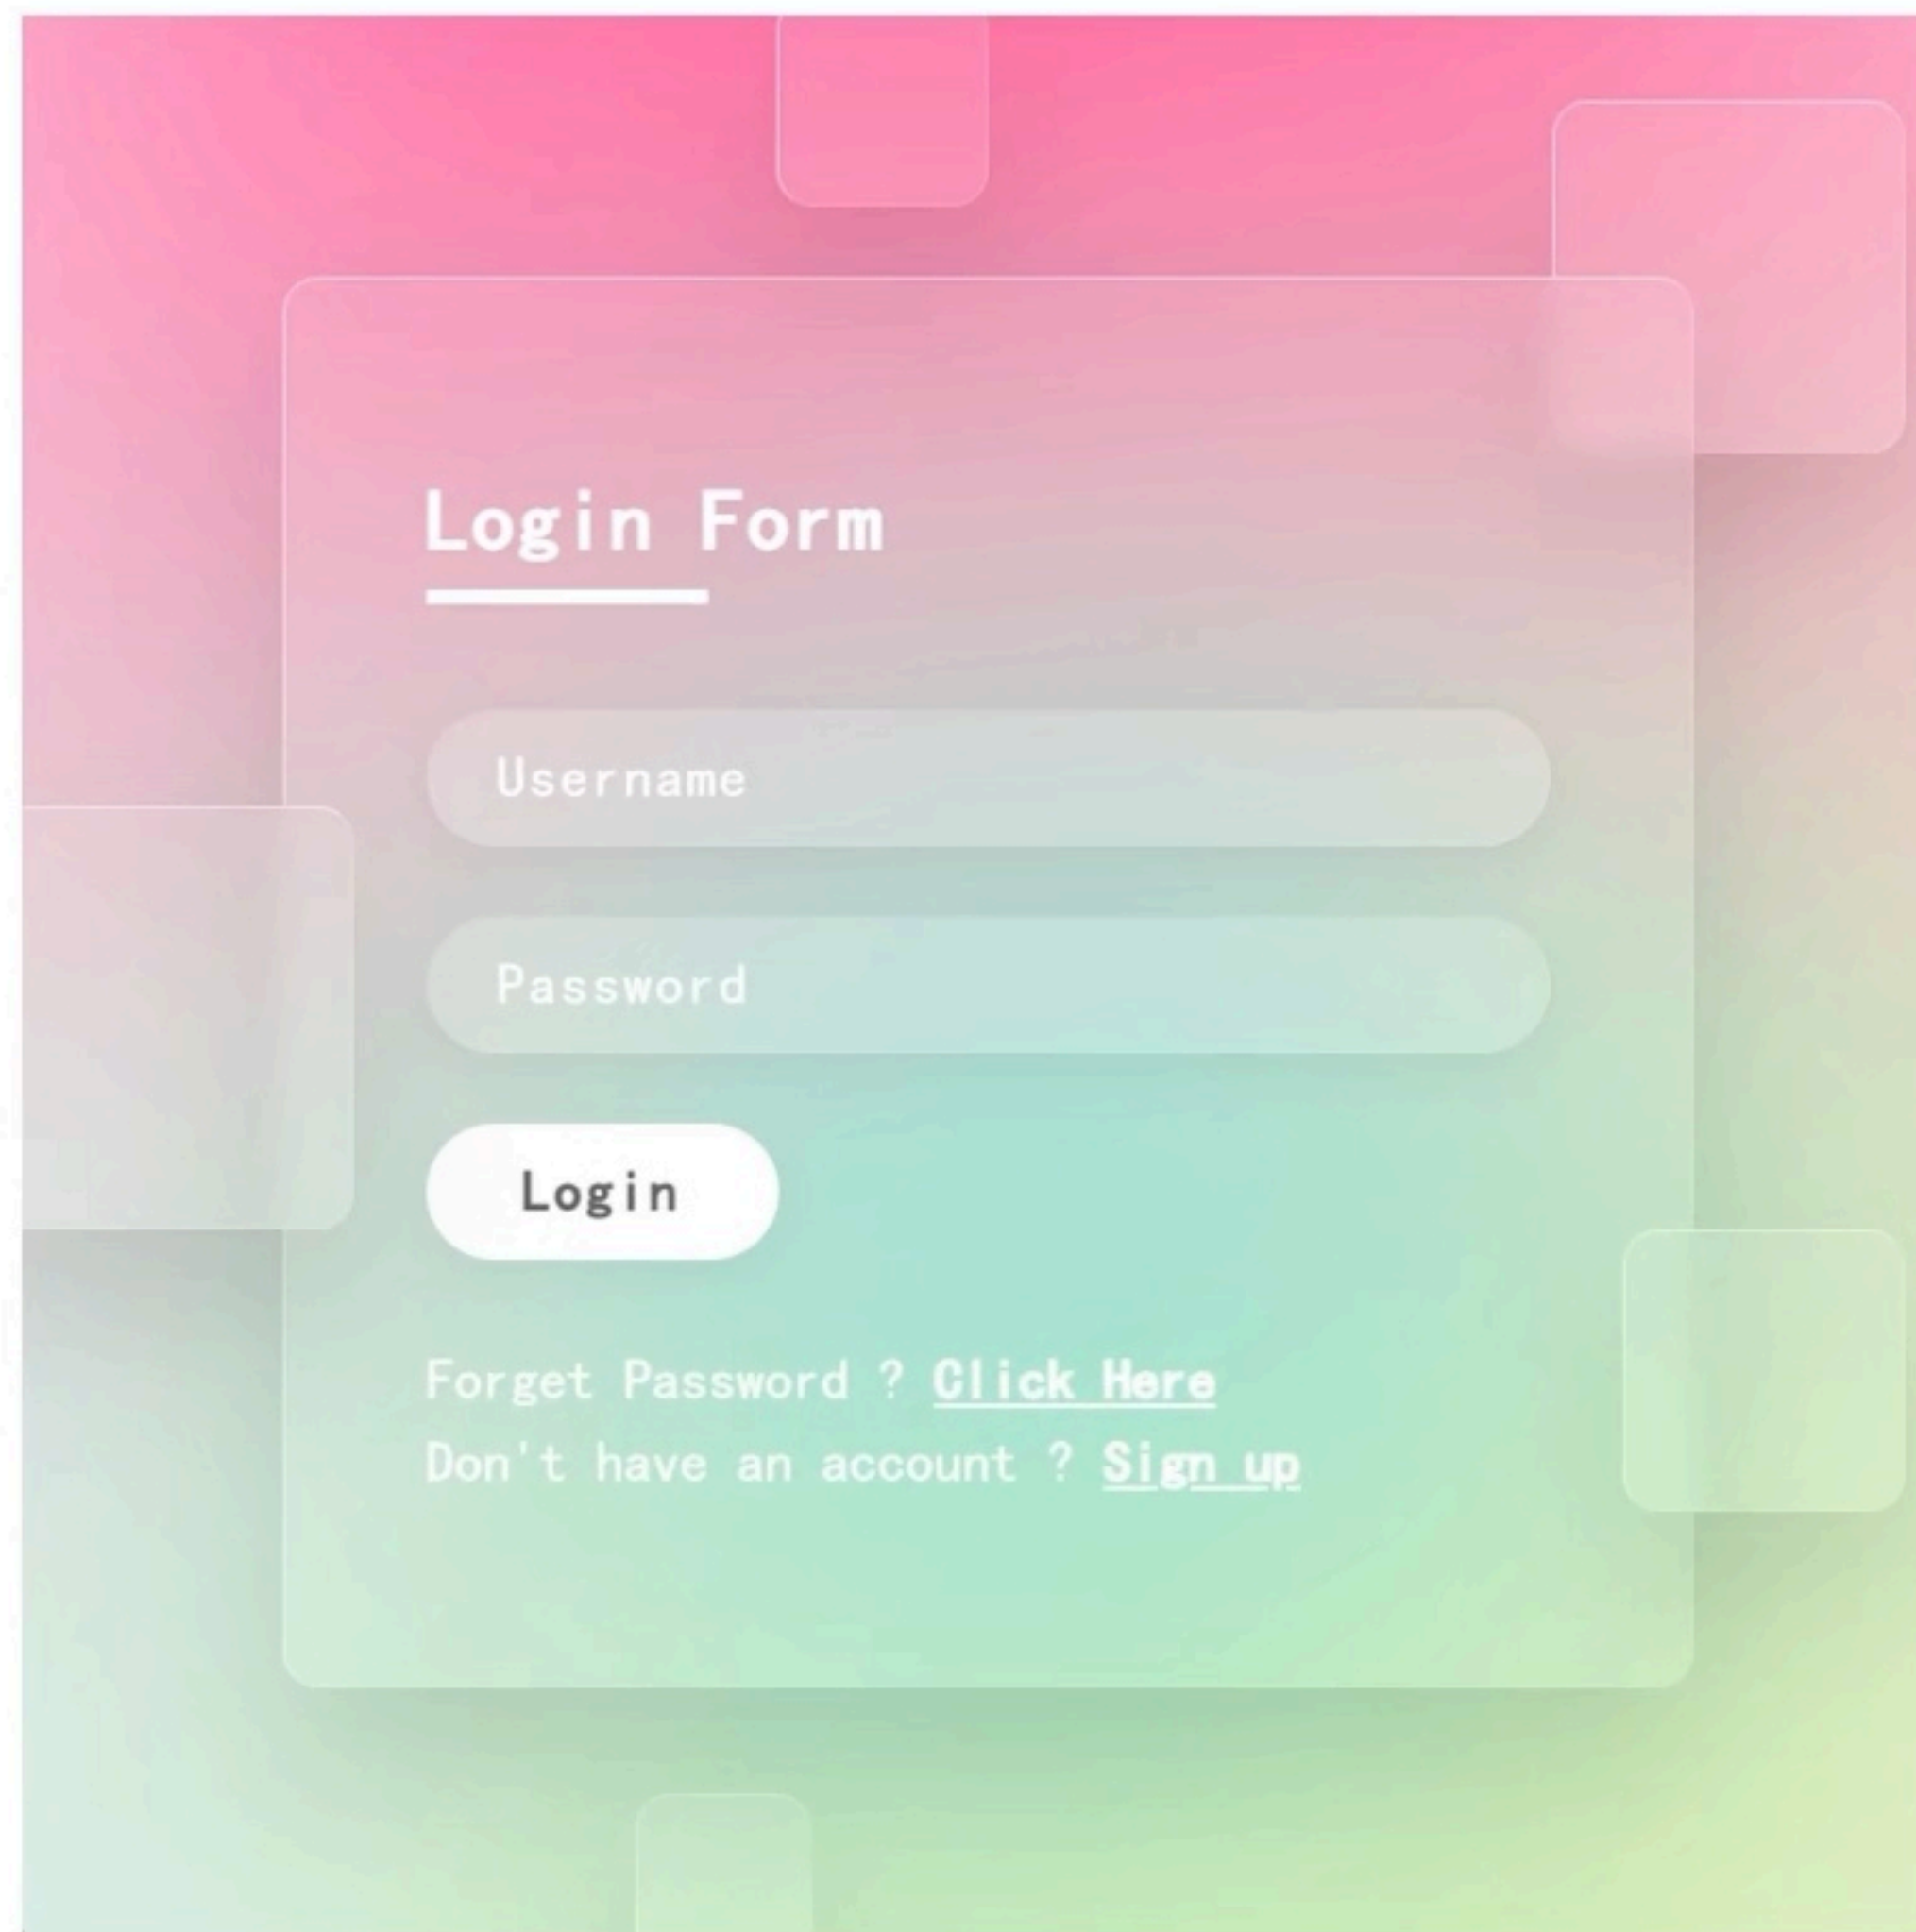 Login Form
Username
Password
Login
Forget Password ? Click Here
Don't have an account ? Sign up